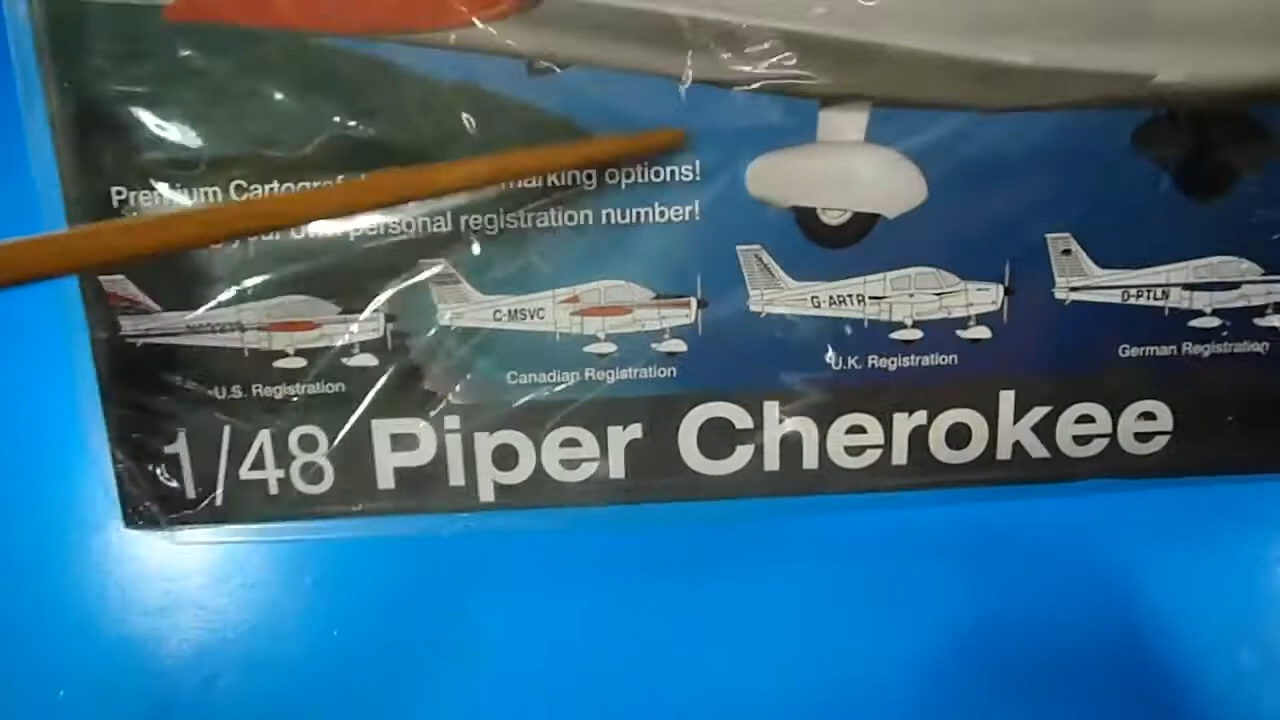 Premium marking options!
personal registration number!
C-MSVC
G-ARTR
D-PTLN
U.S. Registration
Canadian Registration
U.K. Registration
German Registration
1/48 Piper Cherokee